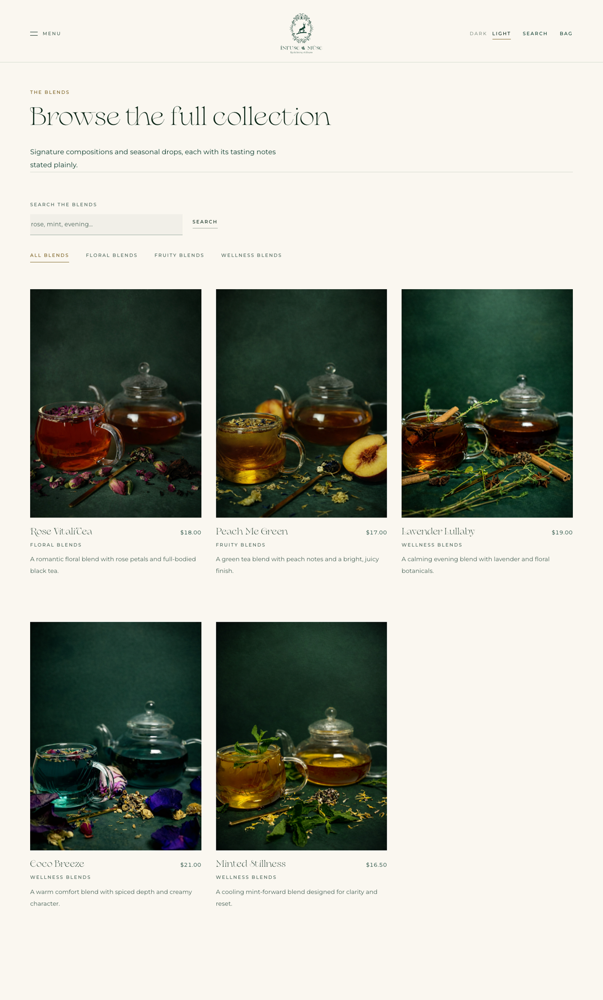 MENU
INFUSE & MUSE
Redefining stillness
DARK LIGHT SEARCH BAG
THE BLENDS
Browse the full collection
Signature compositions and seasonal drops, each with its tasting notes
stated plainly.
SEARCH THE BLENDS
rose, mint, evening...
SEARCH
ALL BLENDS FLORAL BLENDS FRUITY BLENDS WELLNESS BLENDS
Rose VitaliTea $18.00
FLORAL BLENDS
A romantic floral blend with rose petals and full-bodied
black tea.
Peach Me Green $17.00
FRUITY BLENDS
A green tea blend with peach notes and a bright, juicy
finish.
Lavender Lullaby $19.00
WELLNESS BLENDS
A calming evening blend with lavender and floral
botanicals.
Coco Breeze $21.00
WELLNESS BLENDS
A warm comfort blend with spiced depth and creamy
character.
Minted Stillness $16.50
WELLNESS BLENDS
A cooling mint-forward blend designed for clarity and
reset.